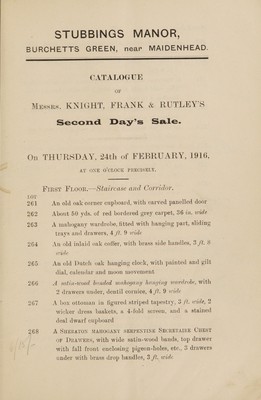 STUBBINGS MANOR,
BURCHETTS GREEN, near MAIDENHEAD.
CATALOGUE
OF
MESSRS. KNIGHT, FRANK & RUTLEY'S
Second Day's Sale.
ON THURSDAY, 24th of FEBRUARY, 1916,
AT ONE O'CLOCK PRECISELY.
FIRST FLOOR.—Staircase and Corridor.
LOT
261 An old oak corner cupboard, with carved panelled door
262 About 50 yds. of red bordered grey carpet, 36 in. wide
263 A mahogany wardrobe, fitted with hanging part, sliding
trays and drawers, 4 ft. 9 wide
264 An old inlaid oak coffer, with brass side handles, 3 ft. 8
wide
265 An old Dutch oak hanging clock, with painted and gilt
dial, calendar and moon movement
266 A satin-wood banded mahogany hanging wardrobe, with
2 drawers under, dentil cornice, 4 ft. 9 wide
267 A box ottoman in figured striped tapestry, 3 ft. wide, 2
wicker dress baskets, a 4-fold screen, and a stained
deal dwarf cupboard
268 A SHERATON MAHOGANY SERPENTINE SECRETAIRE CHEST
OF DRAWERS, with wide satin-wood bands, top drawer
with fall front enclosing pigeon-holes, etc., 3 drawers
under with brass drop handles, 3 ft. wide